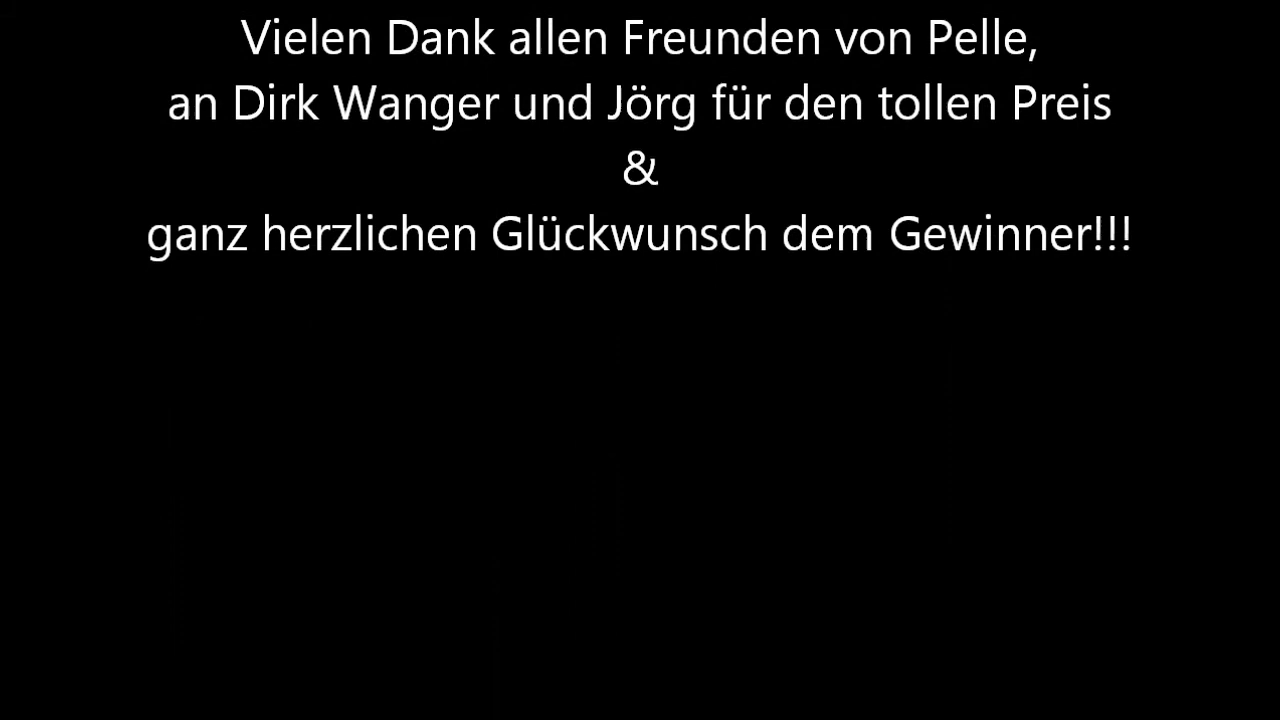 Vielen Dank allen Freunden von Pelle,
an Dirk Wanger und Jörg für den tollen Preis
&
ganz herzlichen Glückwunsch dem Gewinner!!!